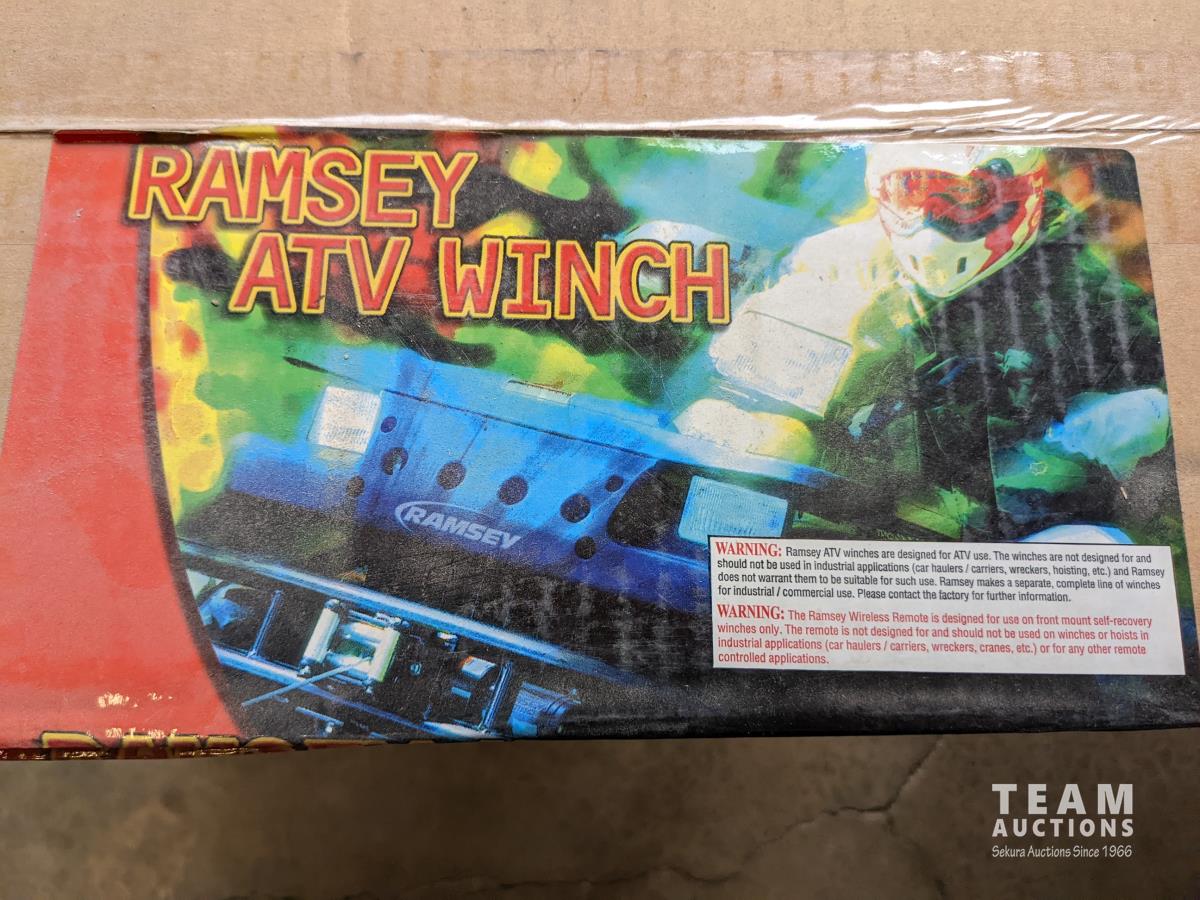 RAMSEY
ATV WINCH
RAMSEY
WARNING: Ramsey ATV winches are designed for ATV use. The winches are not designed for and
should not be used in industrial applications (car haulers / carriers, wreckers, hoisting, etc.) and Ramsey
does not warrant them to be suitable for such use. Ramsey makes a separate, complete line of winches
for industrial / commercial use. Please contact the factory for further information.
WARNING: The Ramsey Wireless Remote is designed for use on front mount self-recovery
winches only. The remote is not designed for and should not be used on winches or hoists in
industrial applications (car haulers / carriers, wreckers, cranes, etc.) or for any other remote
controlled applications.
TEAM
AUCTIONS
Sekura Auctions Since 1966